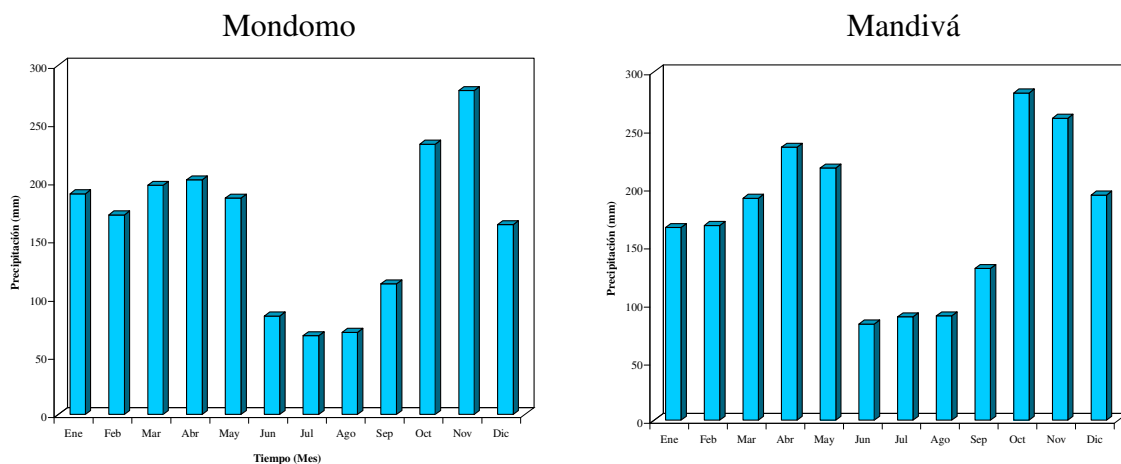 Mondomo
300
250
200
150
100
50
0
Precipitación (mm)
Ene Feb Mar Abr May Jun Jul Ago Sep Oct Nov Dic
Tiempo (Mes)
Mandivá
300
250
200
150
100
50
0
Precipitación (mm)
Ene Feb Mar Abr May Jun Jul Ago Sep Oct Nov Dic